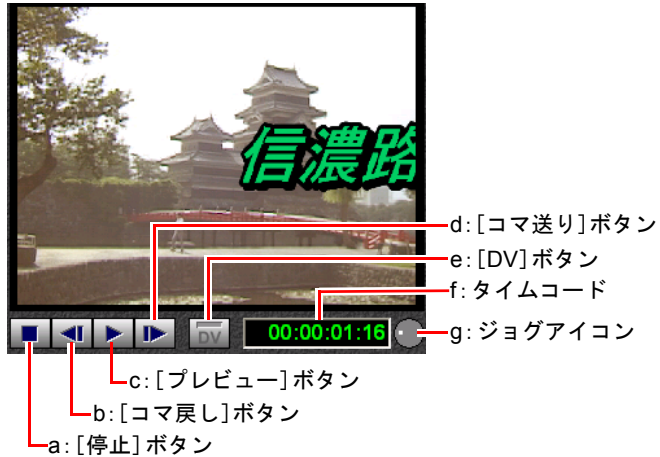 信濃路
d:[コマ送り]ボタン
e:[DV]ボタン
f:タイムコード
DV
00:00:01:16
g:ジョグアイコン
c:[プレビュー]ボタン
b:[コマ戻し]ボタン
a:[停止]ボタン